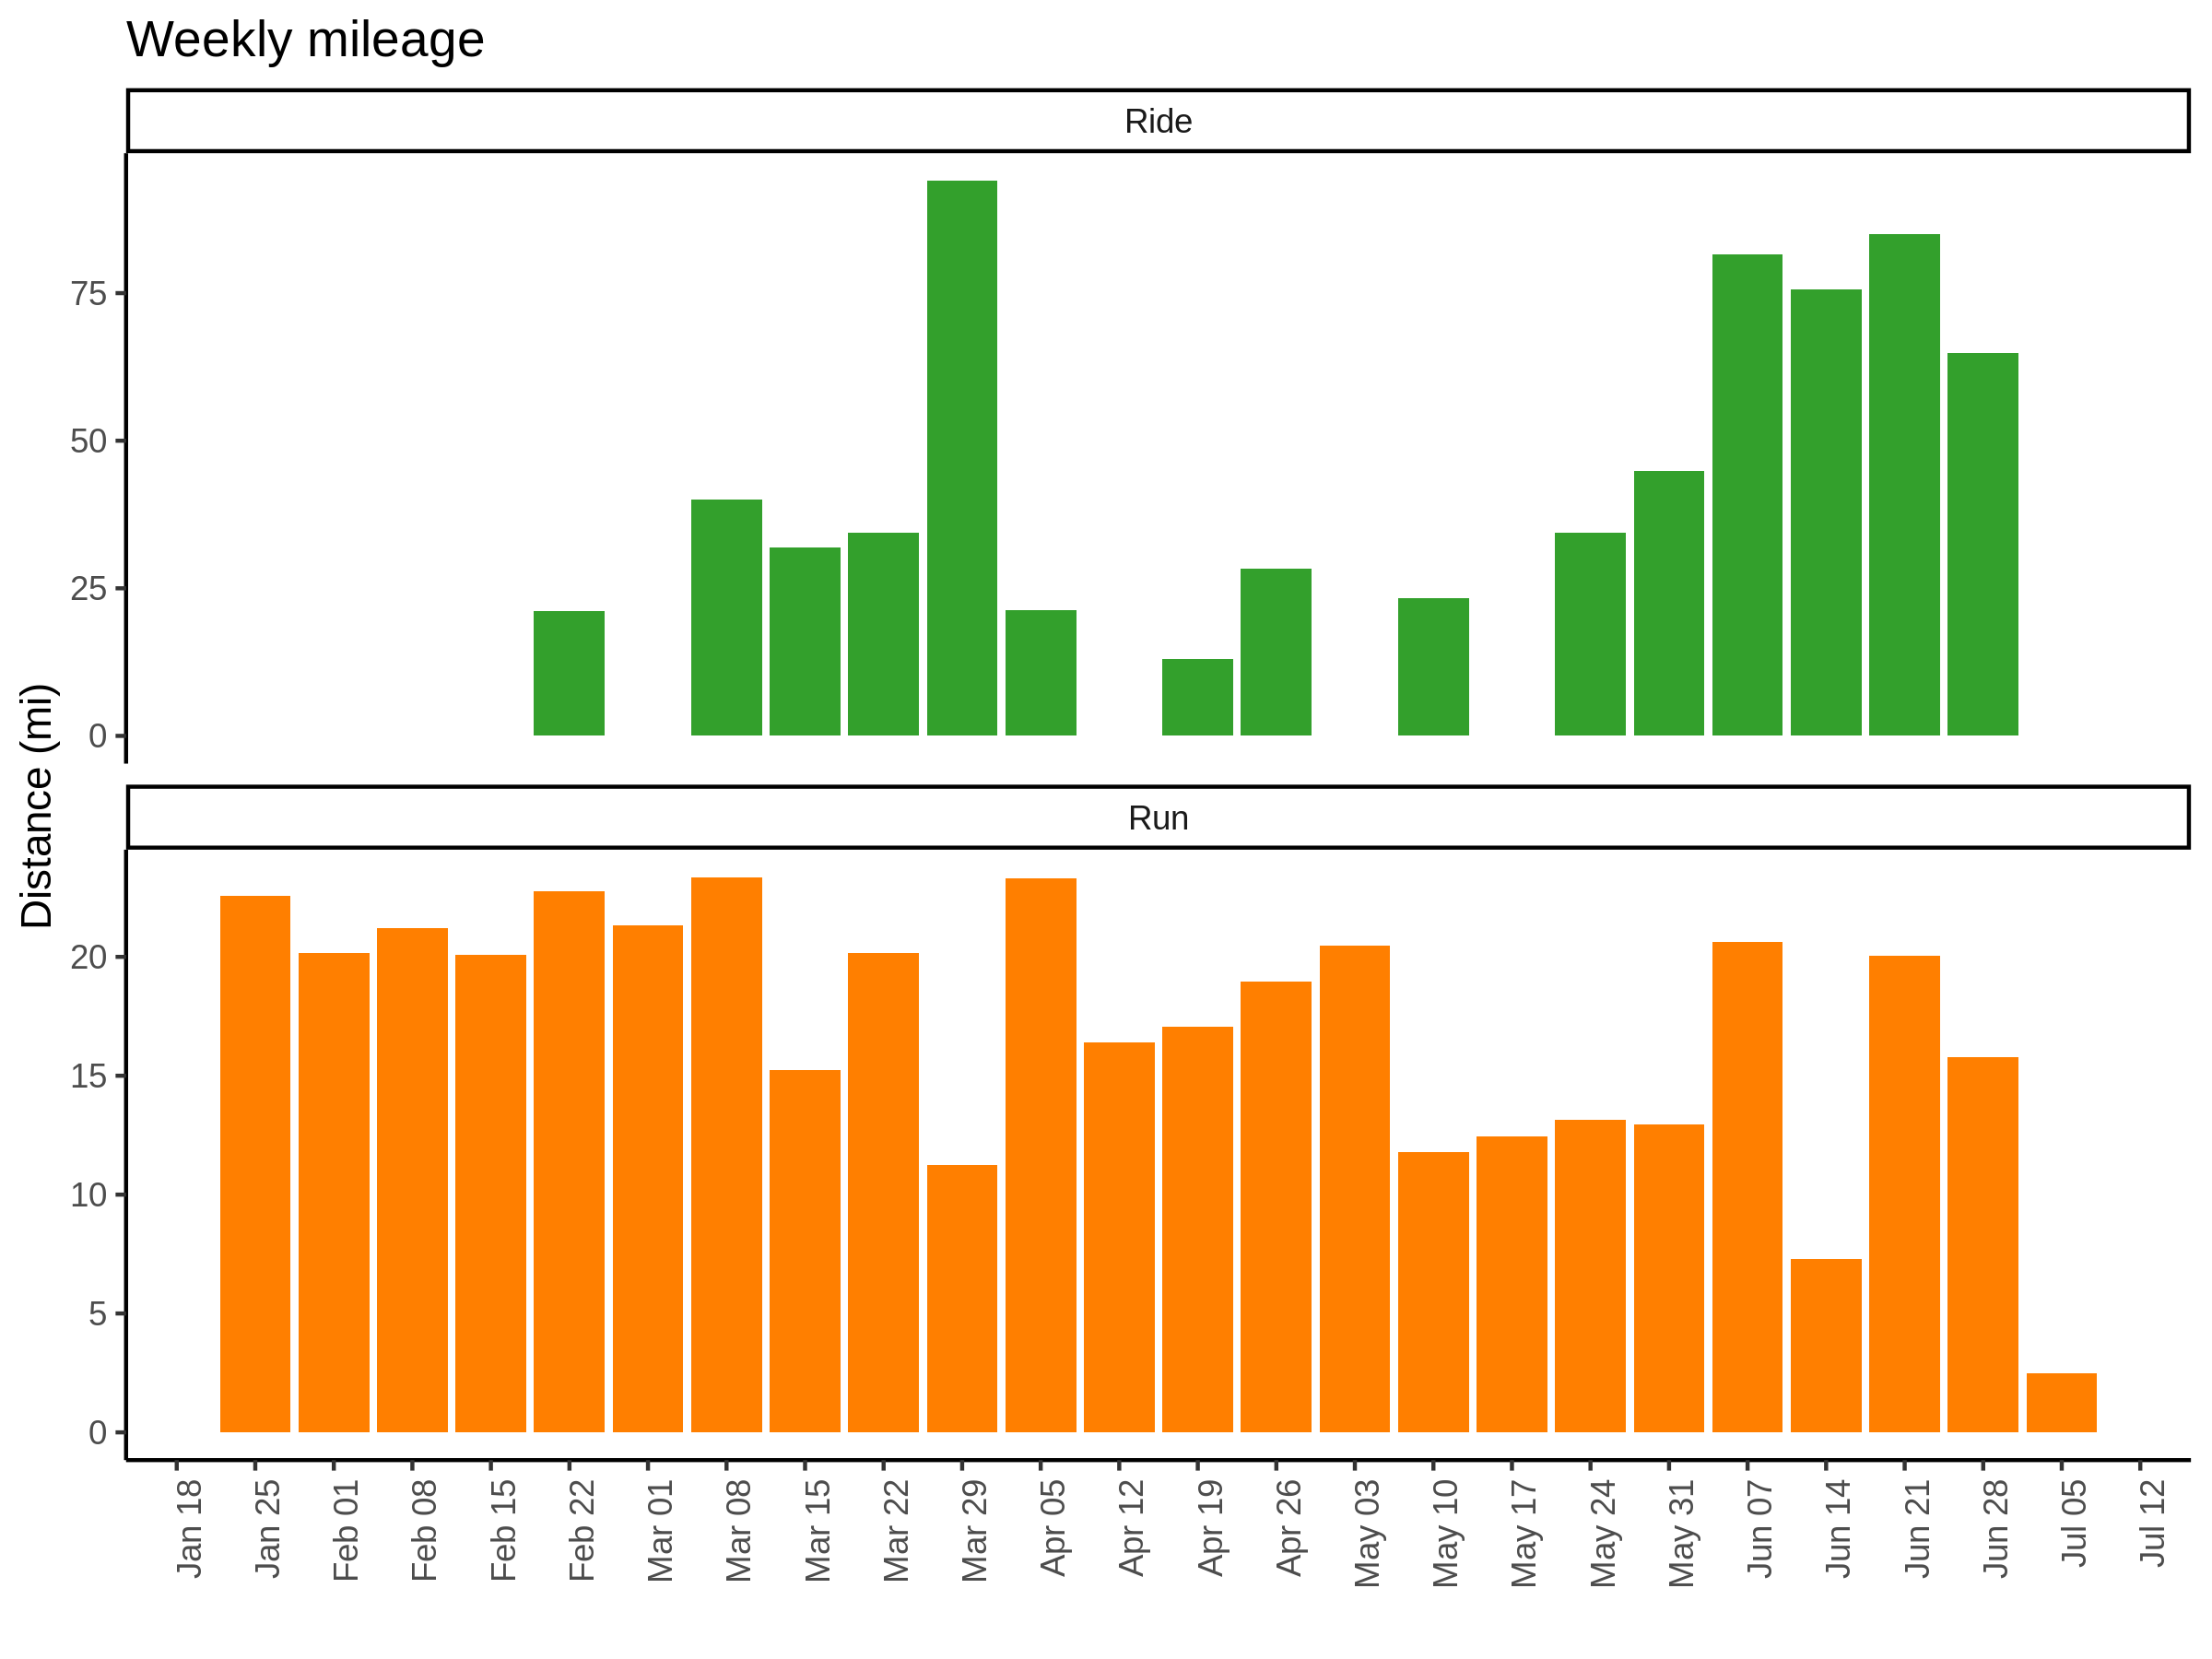 Weekly mileage
Ride
75
50
25
0
Distance (mi)
Run
20
15
10
5
0
Jan 18
Jan 25
Feb 01
Feb 08
Feb 15
Feb 22
Mar 01
Mar 08
Mar 15
Mar 22
Mar 29
Apr 05
Apr 12
Apr 19
Apr 26
May 03
May 10
May 17
May 24
May 31
Jun 07
Jun 14
Jun 21
Jun 28
Jul 05
Jul 12